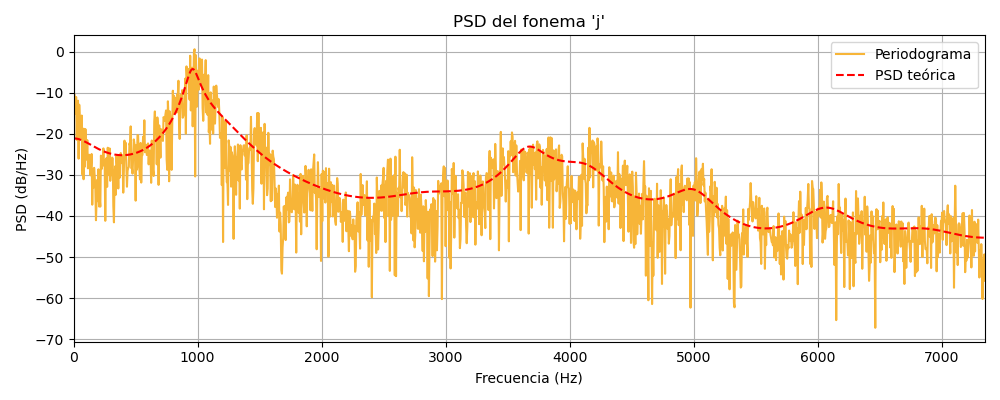 PSD del fonema 'j'
Periodograma
PSD teórica
PSD (dB/Hz)
0
−10
−20
−30
−40
−50
−60
−70
0 1000 2000 3000 4000 5000 6000 7000
Frecuencia (Hz)